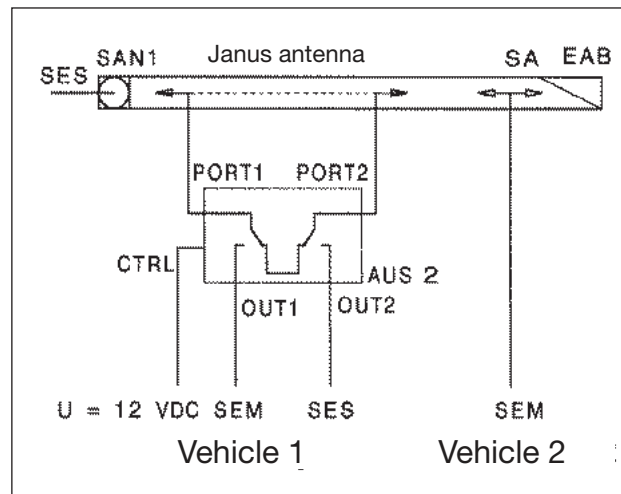 SAN1 Janus antenna SA EAB
SES
PORT1 PORT2
CTRL
AUS 2
OUT1 OUT2
U = 12 VDC SEM SES SEM
Vehicle 1 Vehicle 2